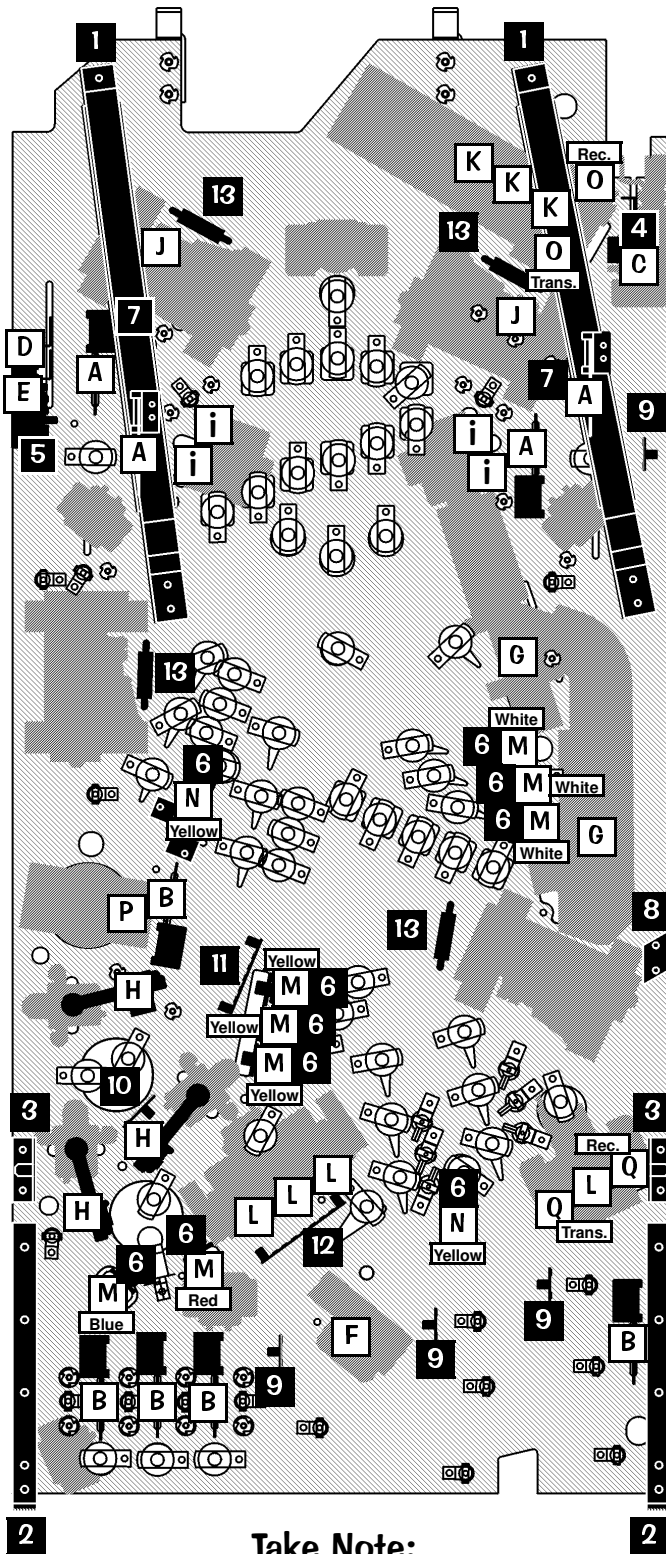 1 1
Rec.
K
K O
13 K
13 4
J O C
Trans.
7 J
D
A 7
E A 9
i i
5 A i A i
13 G
White
6 M
6
6 M White
N 6 M
Yellow G
White
B
P 8
13
11 Yellow
H M 6
Yellow M 6
10 M 6
3 Yellow 3
H Rec.
L Q
6 L
H L L Q
6 N Trans.
6 12
M Yellow
M Red
Blue 9
F B
9 9
B B B
2 2
Take Note: